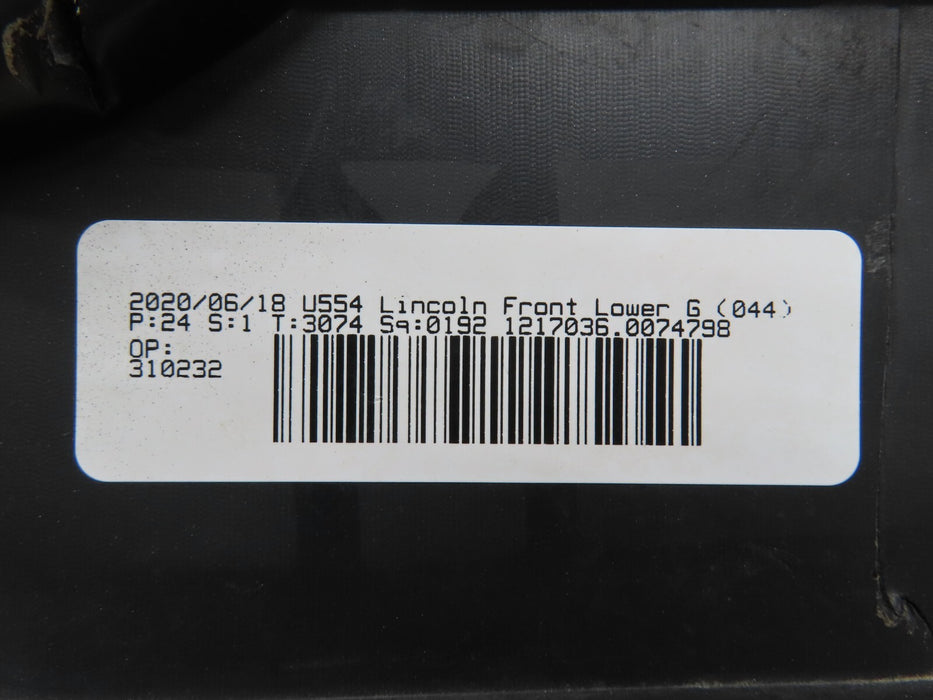 2020/06/18 U554 Lincoln Front Lower G (044)
P:24 S:1 T:3074 Sq:0192 1217036.0074798
OP:
310232